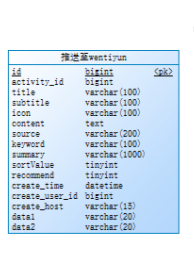 推送至wentiyun
id bigint <pk>
activity_id bigint
title varchar(100)
subtitle varchar(100)
icon varchar(100)
content text
source varchar(200)
keyword varchar(100)
summary varchar(1000)
sortValue tinyint
recommend tinyint
create_time datetime
create_user_id bigint
create_host varchar(15)
data1 varchar(20)
data2 varchar(20)